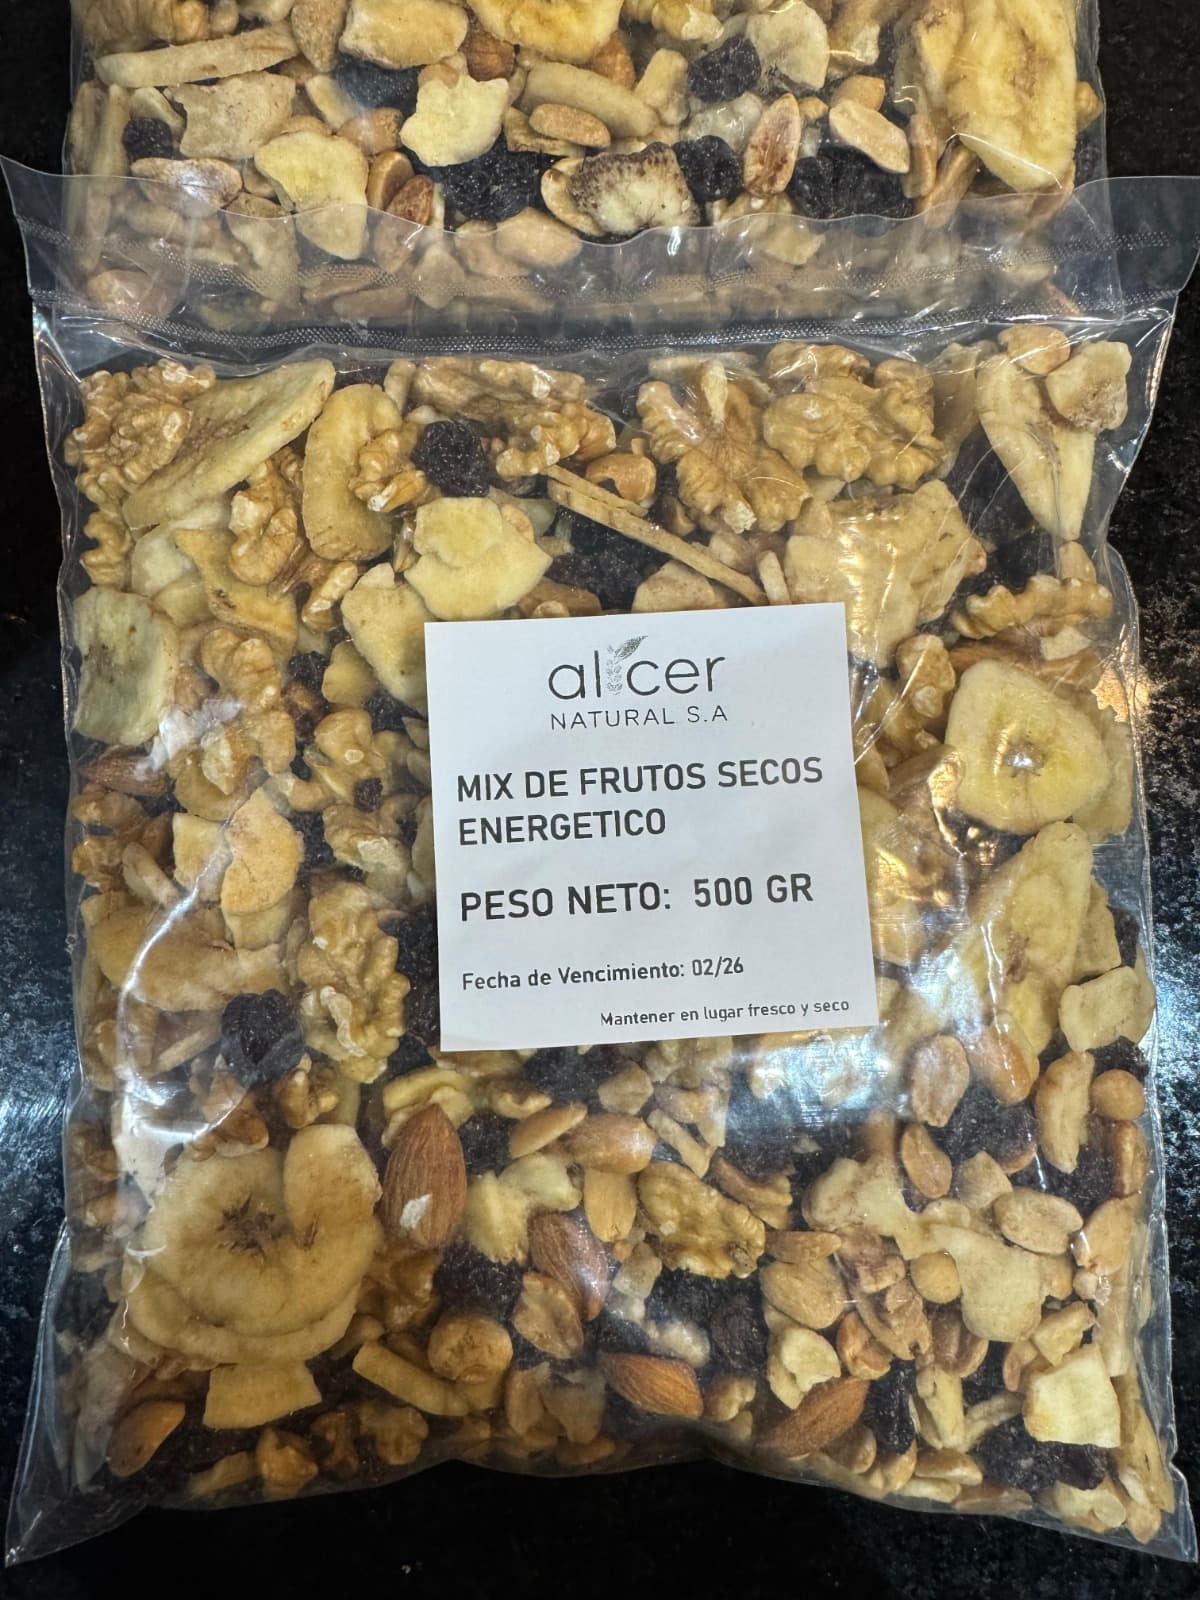 alicer
NATURAL S.A
MIX DE FRUTOS SECOS
ENERGETICO
PESO NETO: 500 GR
Fecha de Vencimiento: 02/26
Mantener en lugar fresco y seco